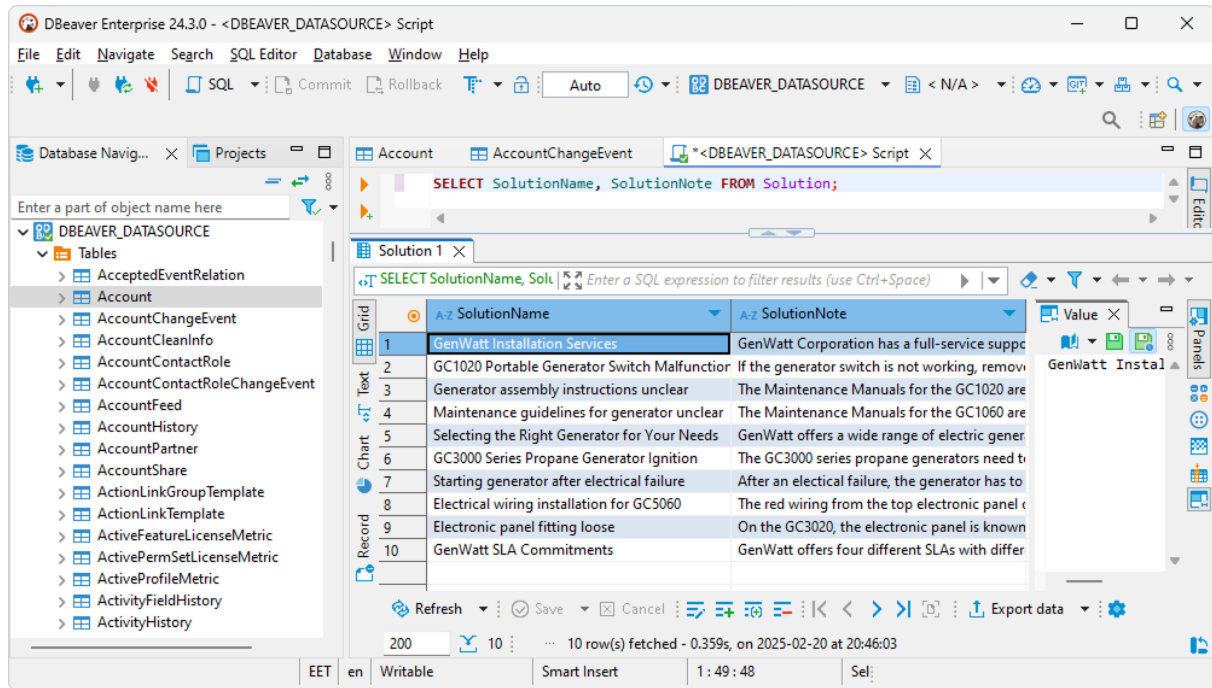 DBeaver Enterprise 24.3.0 - <DBEAVER_DATASOURCE> Script
File Edit Navigate Search SQL Editor Database Window Help
SQL Commit Rollback Auto DBEAVER_DATASOURCE < N/A >
Database Navig... Projects
Enter a part of object name here
DBEAVER_DATASOURCE
Tables
AcceptedEventRelation
Account
AccountChangeEvent
AccountCleanInfo
AccountContactRole
AccountContactRoleChangeEvent
AccountFeed
AccountHistory
AccountPartner
AccountShare
ActionLinkGroupTemplate
ActionLinkTemplate
ActiveFeatureLicenseMetric
ActivePermSetLicenseMetric
ActiveProfileMetric
ActivityFieldHistory
ActivityHistory
Account AccountChangeEvent *<DBEAVER_DATASOURCE> Script
SELECT SolutionName, SolutionNote FROM Solution;
Solution 1
SELECT SolutionName, Solu Enter a SQL expression to filter results (use Ctrl+Space)
Grid
Text
Chart
Record
A-Z SolutionName A-Z SolutionNote
1 GenWatt Installation Services GenWatt Corporation has a full-service suppo
2 GC1020 Portable Generator Switch Malfunction If the generator switch is not working, remov
3 Generator assembly instructions unclear The Maintenance Manuals for the GC1020 are
4 Maintenance guidelines for generator unclear The Maintenance Manuals for the GC1060 are
5 Selecting the Right Generator for Your Needs GenWatt offers a wide range of electric gener
6 GC3000 Series Propane Generator Ignition The GC3000 series propane generators need t
7 Starting generator after electrical failure After an electical failure, the generator has to
8 Electrical wiring installation for GC5060 The red wiring from the top electronic panel
9 Electronic panel fitting loose On the GC3020, the electronic panel is known
10 GenWatt SLA Commitments GenWatt offers four different SLAs with differ
Value
GenWatt Instal
Panels
Refresh Save Cancel Export data
200 10 ... 10 row(s) fetched - 0.359s, on 2025-02-20 at 20:46:03
EET en Writable Smart Insert 1 : 49 : 48 Sel: